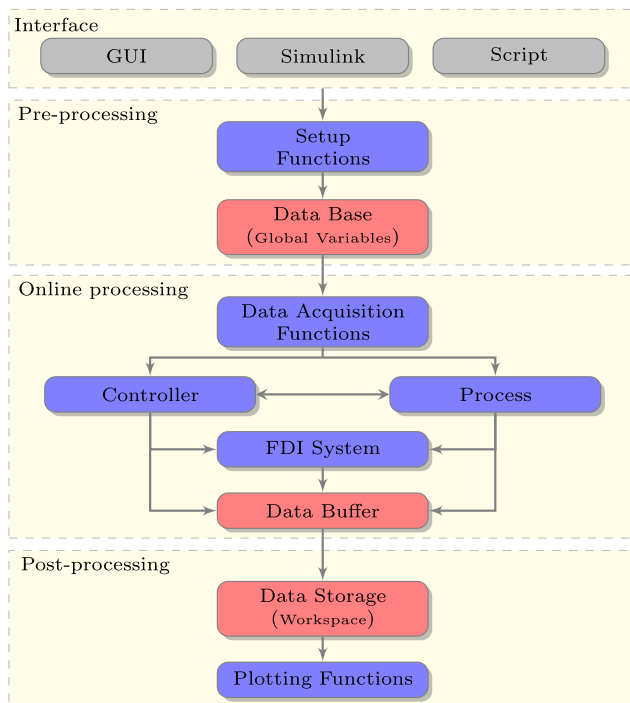 Interface
GUI
Simulink
Script
Pre-processing
Setup
Functions
Data Base
(Global Variables)
Online processing
Data Acquisition
Functions
Controller
Process
FDI System
Data Buffer
Post-processing
Data Storage
(Workspace)
Plotting Functions